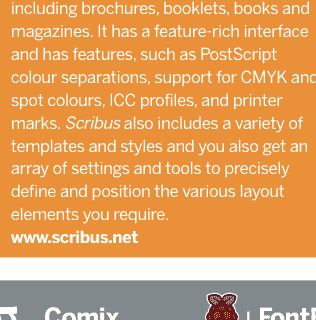 including brochures, booklets, books and
magazines. It has a feature-rich interface
and has features, such as PostScript
colour separations, support for CMYK and
spot colours, ICC profiles, and printer
marks. Scribus also includes a variety of
templates and styles and you also get an
array of settings and tools to precisely
define and position the various layout
elements you require.
www.scribus.net
Comix